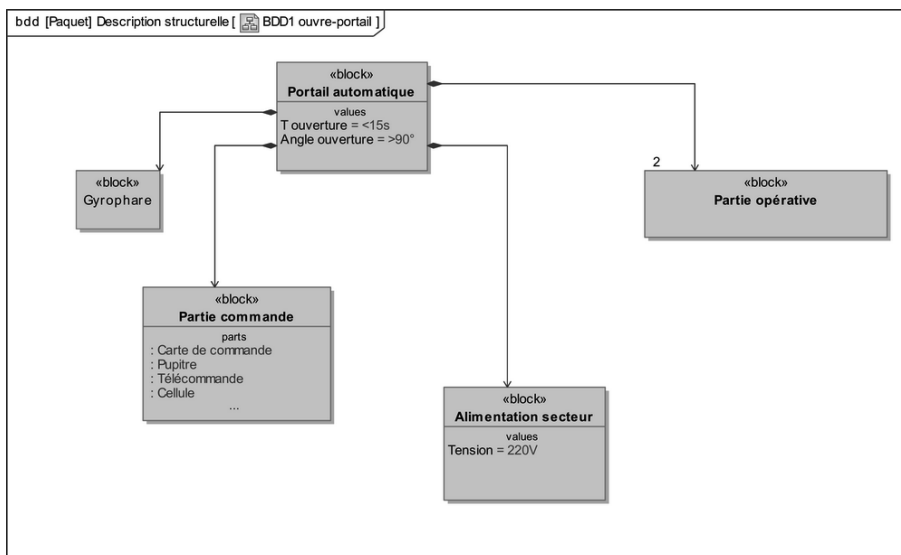 bdd [Paquet] Description structurelle [ BDD1 ouvre-portail ]
«block»
Portail automatique
values
T ouverture = <15s
Angle ouverture = >90°
«block»
Gyrophare
2
«block»
Partie opérative
«block»
Partie commande
parts
: Carte de commande
: Pupitre
: Télécommande
: Cellule
...
«block»
Alimentation secteur
values
Tension = 220V